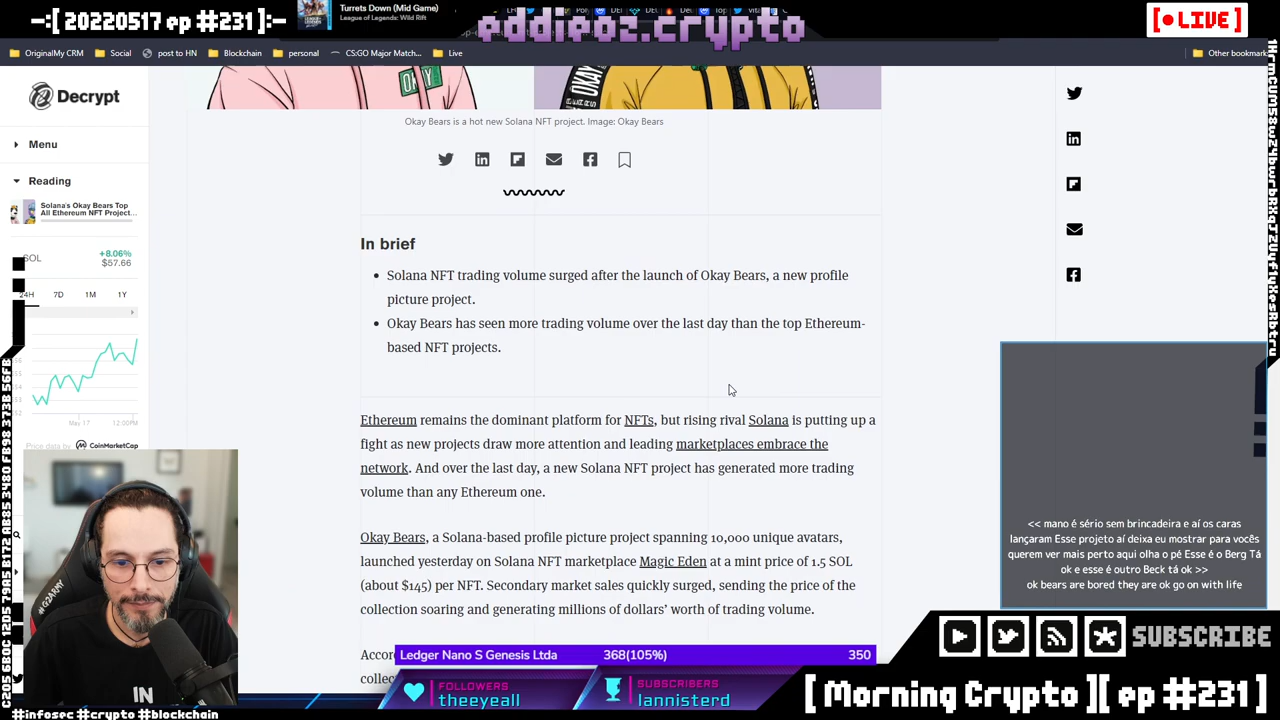 -:[ 20220517 ep #231]:-
Turrets Down (Mid Game)
League of Legends: Wild Rift
eddieoz.crypto
[●LIVE]
OriginalMy CRM
Social
post to HN
Blockchain
personal
CS:GO Major Match...
Live
Other bookmark
Decrypt
Menu
Reading
Solana's Okay Bears Top
All Ethereum NFT Project...
SOL
+8.06%
$57.66
24H
7D
1M
1Y
May 17
12:00PM
Price data by CoinMarketCap
OKAY
Okay Bears is a hot new Solana NFT project. Image: Okay Bears
In brief
• Solana NFT trading volume surged after the launch of Okay Bears, a new profile
picture project.
• Okay Bears has seen more trading volume over the last day than the top Ethereum-
based NFT projects.
Ethereum remains the dominant platform for NFTs, but rising rival Solana is putting up a
fight as new projects draw more attention and leading marketplaces embrace the
network. And over the last day, a new Solana NFT project has generated more trading
volume than any Ethereum one.
Okay Bears, a Solana-based profile picture project spanning 10,000 unique avatars,
launched yesterday on Solana NFT marketplace Magic Eden at a mint price of 1.5 SOL
(about $145) per NFT. Secondary market sales quickly surged, sending the price of the
collection soaring and generating millions of dollars' worth of trading volume.
<< mano é sério sem brincadeira e aí os caras
lançaram Esse projeto aí deixa eu mostrar para vocês
querem ver mais perto aqui olha o pé Esse é o Berg Tá
ok e esse é outro Beck tá ok >>
ok bears are bored they are ok go on with life
Ledger Nano S Genesis Ltda
368(105%)
350
FOLLOWERS
theeyeall
SUBSCRIBERS
lannisterd
SUBSCRIBE
[ Morning Crypto ][ ep #231 ]
#infosec #crypto #blockchain